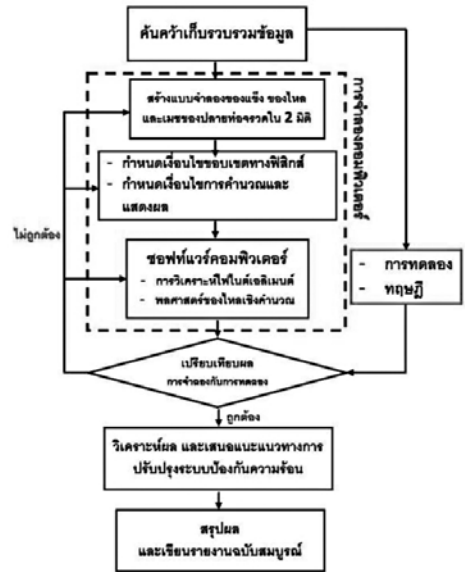 ค้นคว้าเก็บรวบรวมข้อมูล
สร้างแบบจำลองของแข็ง ของไหล
และเมชของปลายท่อจรวดใน 2 มิติ
- กำหนดเงื่อนไขขอบเขตทางฟิสิกส์
- กำหนดเงื่อนไขการคำนวณและ
แสดงผล
ซอฟท์แวร์คอมพิวเตอร์
- การวิเคราะห์ไฟไนต์เอลิเมนต์
- พลศาสตร์ของไหลเชิงคำนวณ
การจำลองคอมพิวเตอร์
ไม่ถูกต้อง
- การทดลอง
- ทฤษฎี
เปรียบเทียบผล
การจำลองกับการทดลอง
ถูกต้อง
วิเคราะห์ผล และเสนอแนะแนวทางการ
ปรับปรุงระบบป้องกันความร้อน
สรุปผล
และเขียนรายงานฉบับสมบูรณ์